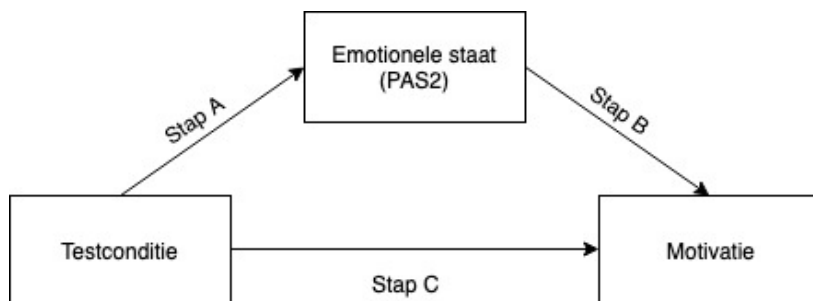 Emotionele staat
(PAS2)
Stap A
Stap B
Testconditie
Motivatie
Stap C